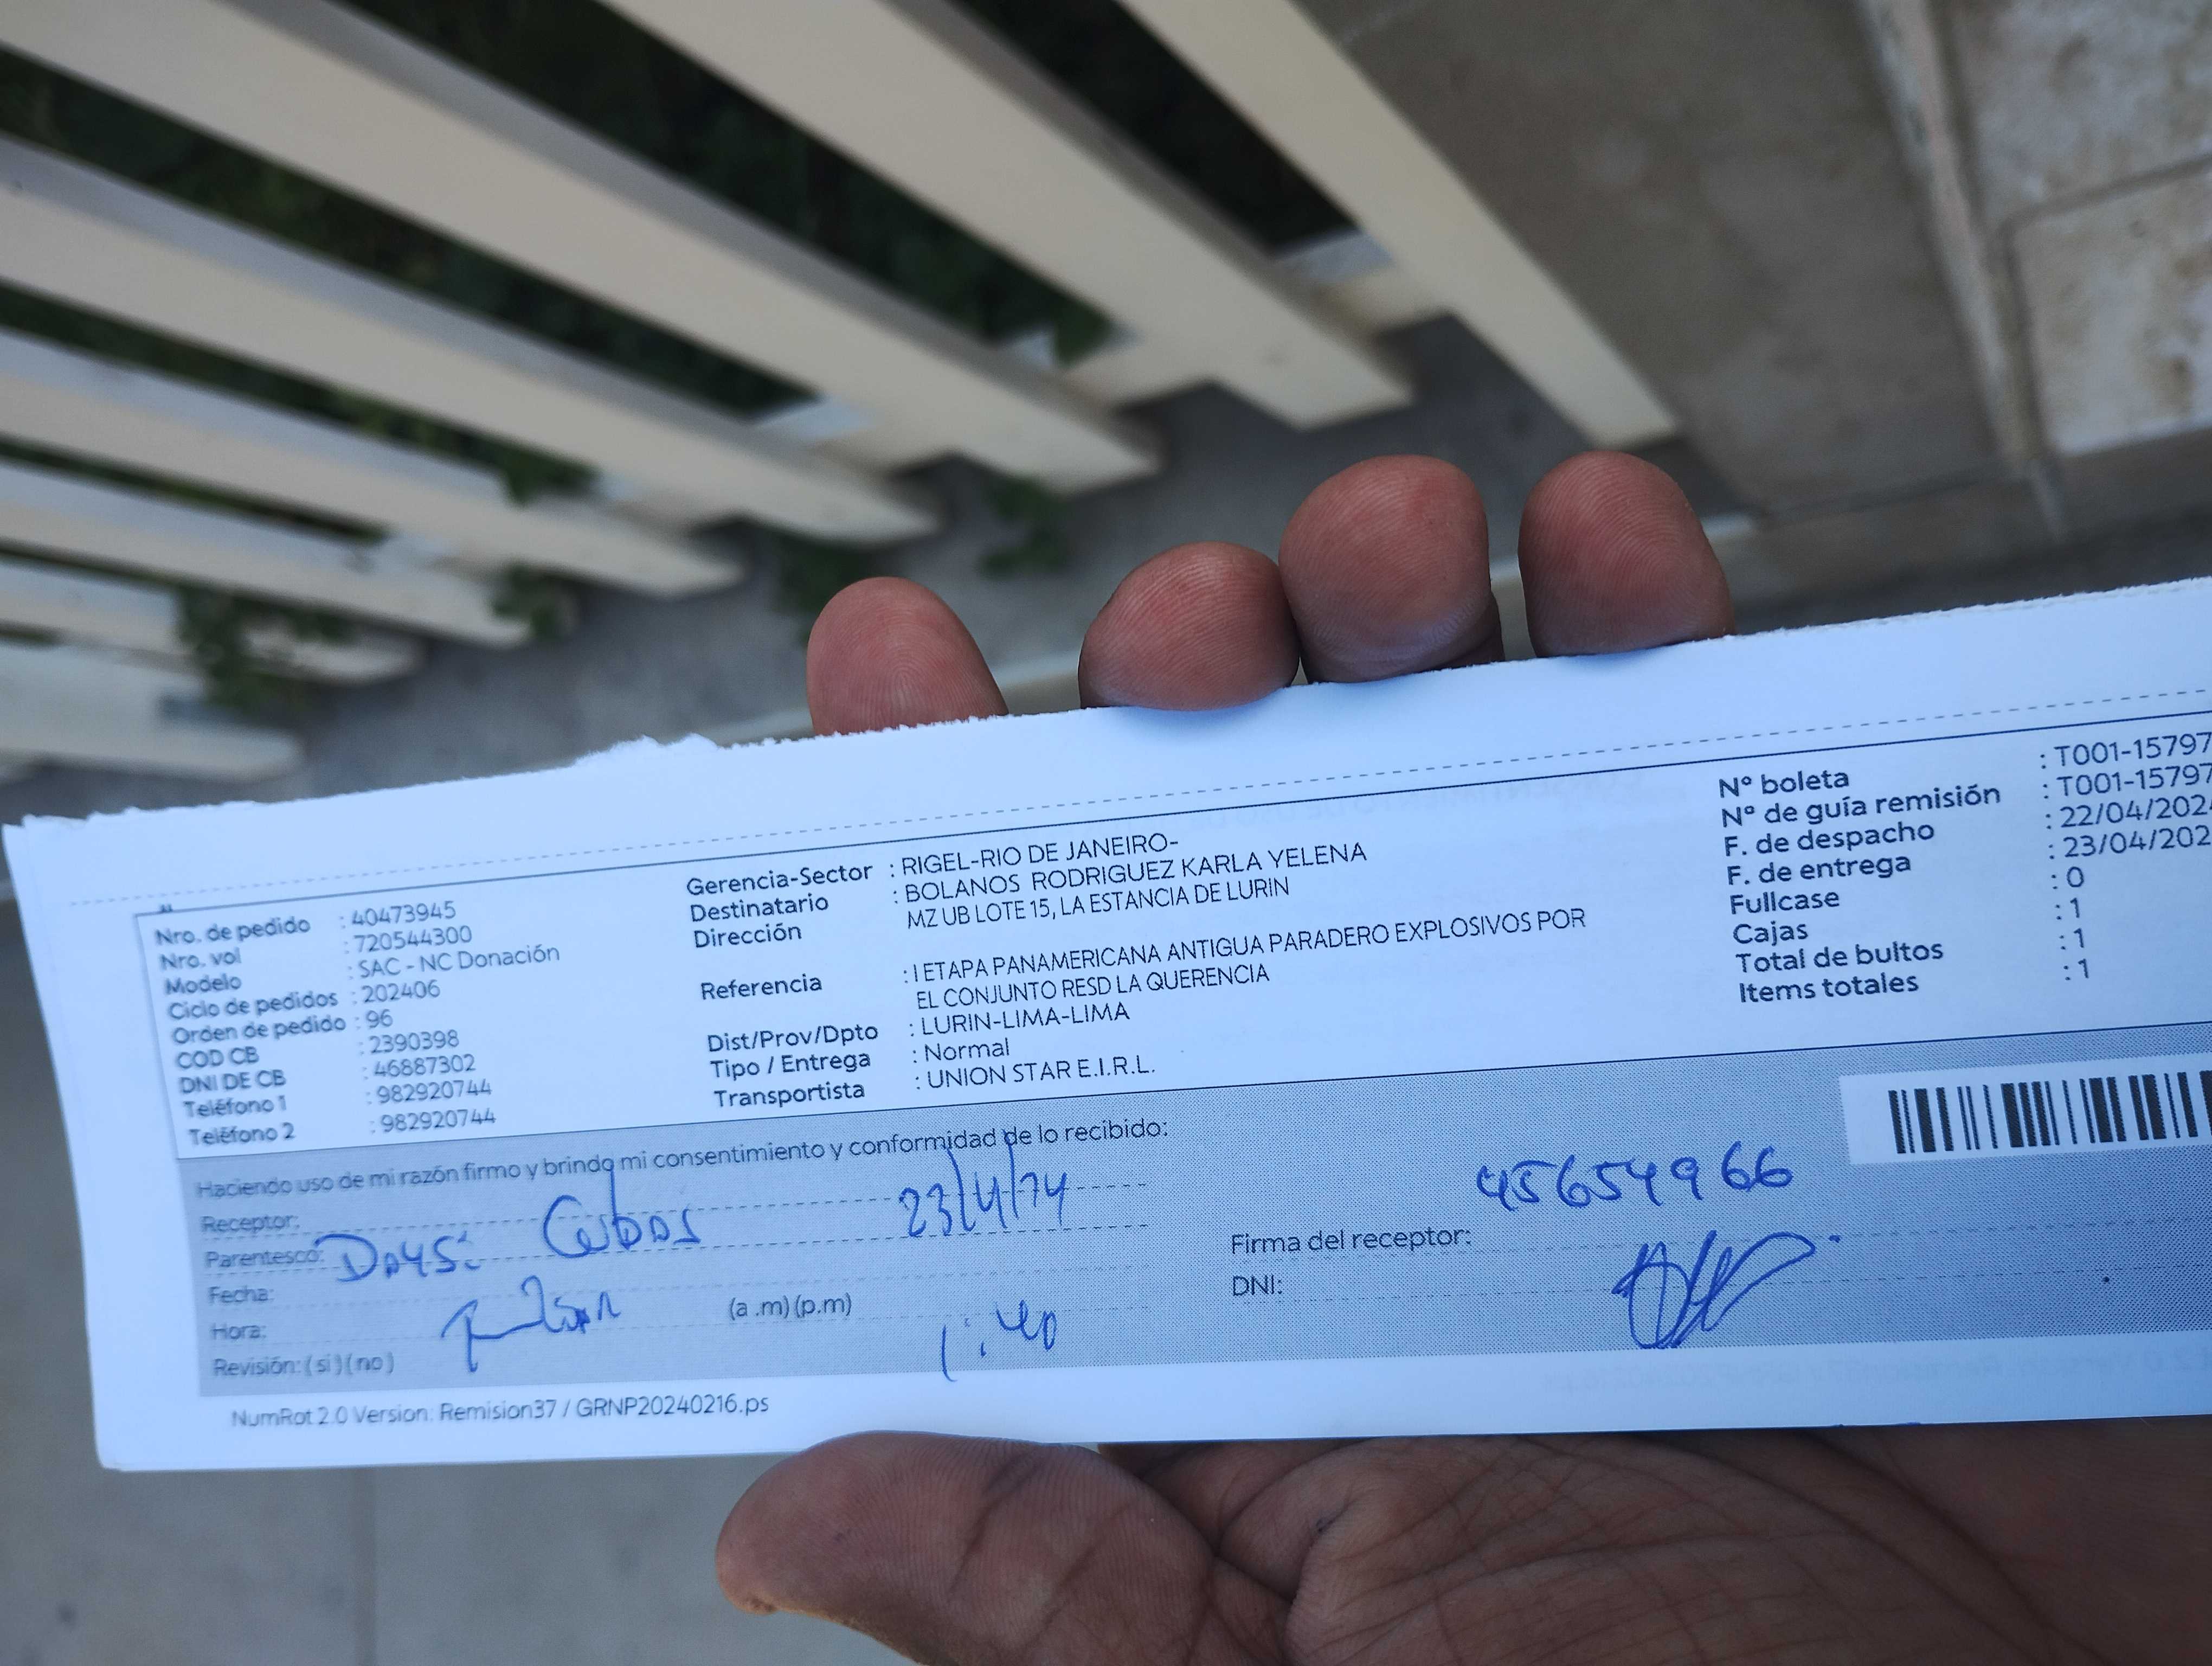 Nro. de pedido : 40473945
Nro. vol : 720544300
Modelo : SAC - NC Donación
Ciclo de pedidos : 202406
Orden de pedido : 96
COD CB : 2390398
DNI DE CB : 46887302
Teléfono 1 : 982920744
Teléfono 2 : 982920744
Gerencia-Sector : RIGEL-RIO DE JANEIRO-
Destinatario : BOLANOS RODRIGUEZ KARLA YELENA
Dirección MZ UB LOTE 15, LA ESTANCIA DE LURIN
Referencia : I ETAPA PANAMERICANA ANTIGUA PARADERO EXPLOSIVOS POR
EL CONJUNTO RESD LA QUERENCIA
Dist/Prov/Dpto : LURIN-LIMA-LIMA
Tipo / Entrega : Normal
Transportista : UNION STAR E.I.R.L.
Nº boleta : T001-15797
Nº de guía remisión : T001-15797
F. de despacho : 22/04/202
F. de entrega : 23/04/202
Fullcase : 0
Cajas : 1
Total de bultos : 1
Items totales : 1
Haciendo uso de mi razón firmo y brindo mi consentimiento y conformidad de lo recibido:
Receptor:
Parentesco:
Fecha:
Hora: (a .m) (p.m)
Revisión: ( si ) ( no )
23/4/24
1:40
45654966
Firma del receptor:
DNI:
NumRot 2.0 Version: Remision37 / GRNP20240216.ps